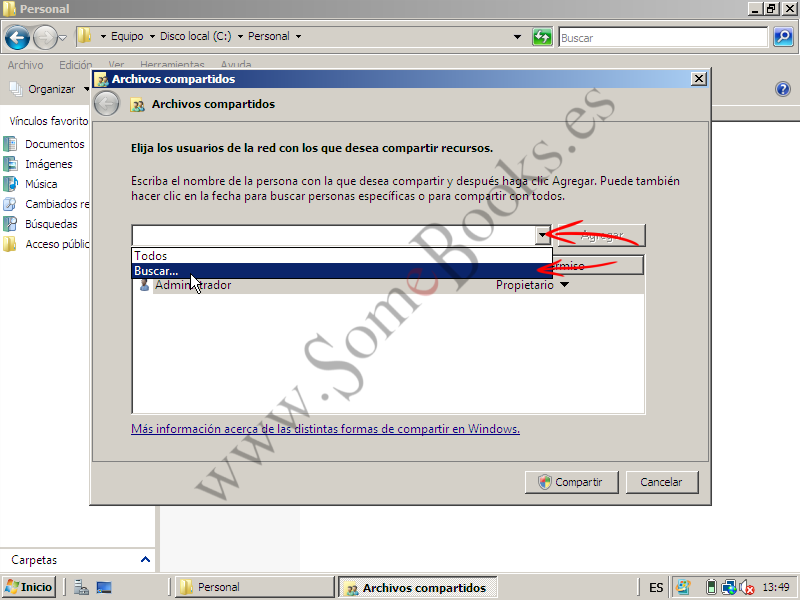 Personal
Equipo Disco local (C:) Personal
Buscar
Archivo Edición Ver Herramientas Ayuda
Organizar
Archivos compartidos
Archivos compartidos
Vínculos favorito
Documentos
Imágenes
Música
Cambiados re
Búsquedas
Acceso públic
Elija los usuarios de la red con los que desea compartir recursos.
Escriba el nombre de la persona con la que desea compartir y después haga clic Agregar. Puede también
hacer clic en la fecha para buscar personas específicas o para compartir con todos.
Agregar
Todos
Buscar...
rmiso
Administrador Propietario
Más información acerca de las distintas formas de compartir en Windows.
Compartir Cancelar
www.SomeBooks.es
Carpetas
Inicio Personal Archivos compartidos ES 13:49